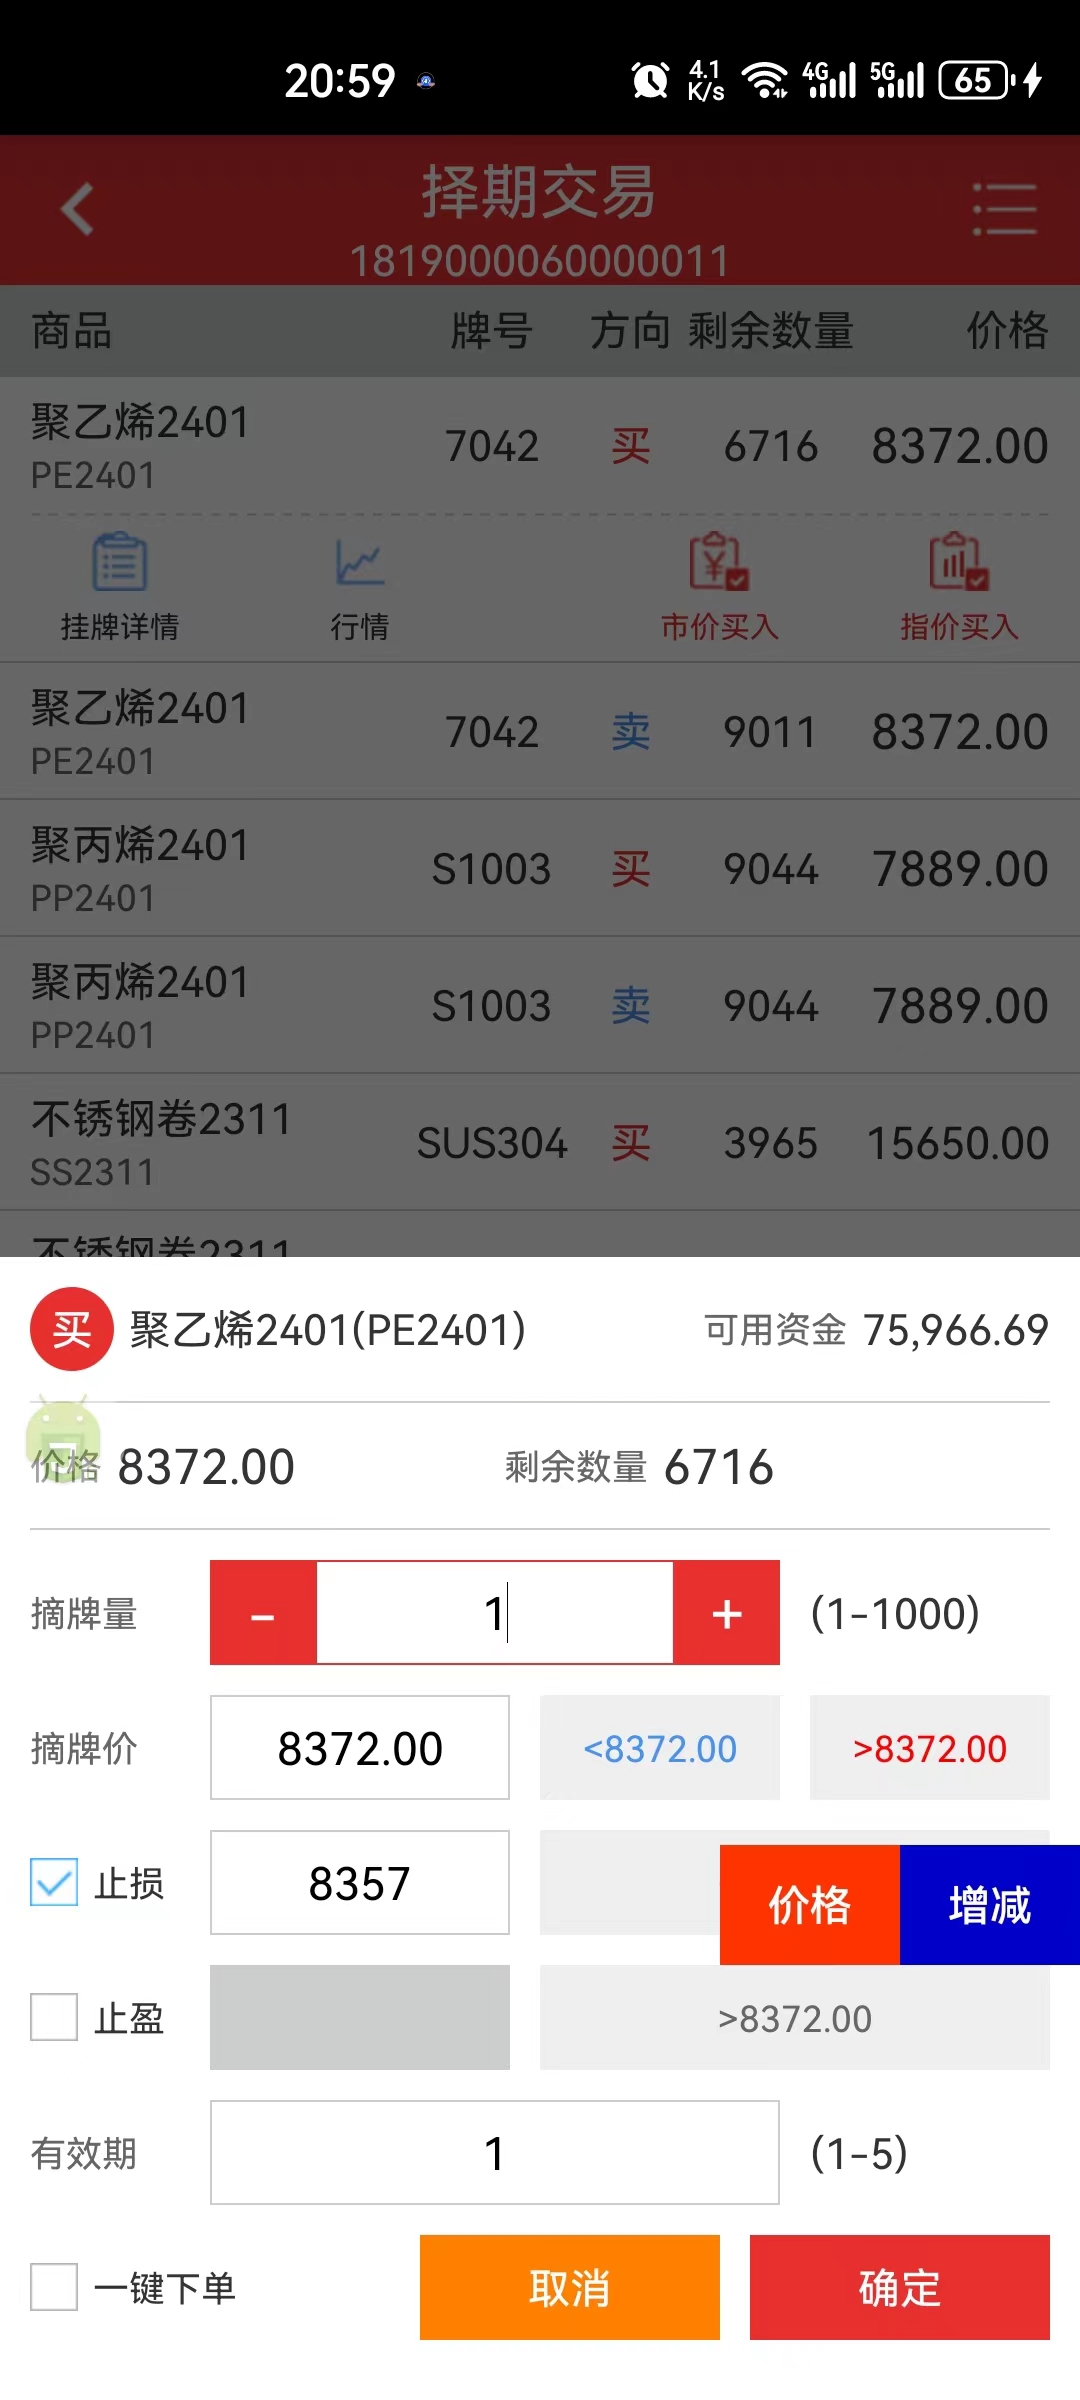 20:59 4.1 K/s 4G 5G 65
择期交易
1819000060000011
商品 牌号 方向 剩余数量 价格
聚乙烯2401 7042 买 6716 8372.00
PE2401
挂牌详情 行情 市价买入 指价买入
聚乙烯2401 7042 卖 9011 8372.00
PE2401
聚丙烯2401 S1003 买 9044 7889.00
PP2401
聚丙烯2401 S1003 卖 9044 7889.00
PP2401
不锈钢卷2311 SUS304 买 3965 15650.00
SS2311
不锈钢卷2311
买 聚乙烯2401(PE2401) 可用资金 75,966.69
价格 8372.00 剩余数量 6716
摘牌量 - 1 + (1-1000)
摘牌价 8372.00 <8372.00 >8372.00
止损 8357 价格 增减
止盈 >8372.00
有效期 1 (1-5)
一键下单 取消 确定